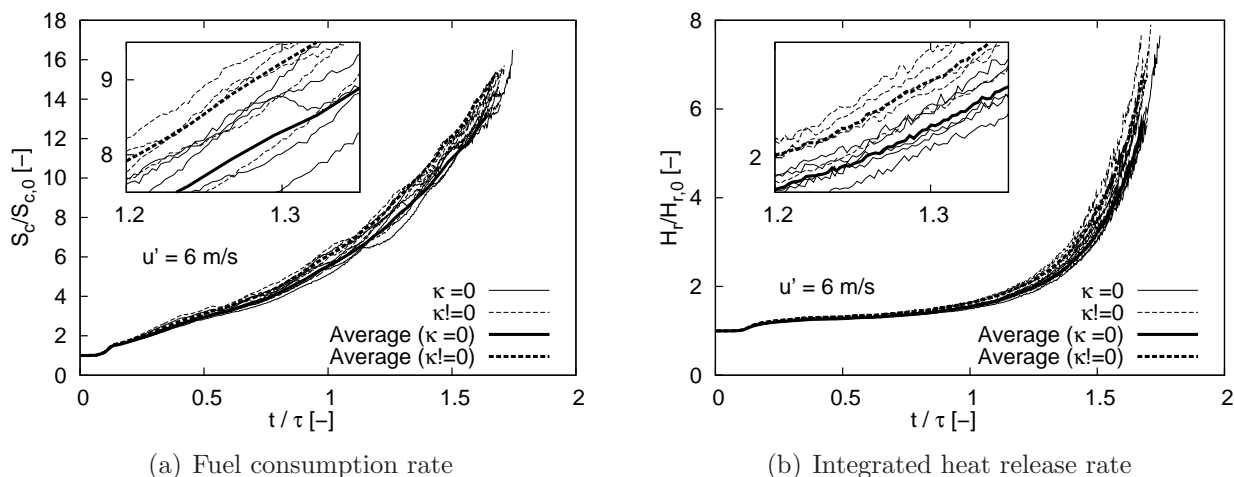 18
16
14
12
10
8
6
4
2
0
S_c/S_{c,0} [−]
9
8
1.2 1.3
u' = 6 m/s
κ =0
κ!=0
Average (κ =0)
Average (κ!=0)
0 0.5 1 1.5 2
t / τ [−]
(a) Fuel consumption rate
8
6
4
2
0
H_r/H_{r,0} [−]
2
1.2 1.3
u' = 6 m/s
κ =0
κ!=0
Average (κ =0)
Average (κ!=0)
0 0.5 1 1.5 2
t / τ [−]
(b) Integrated heat release rate